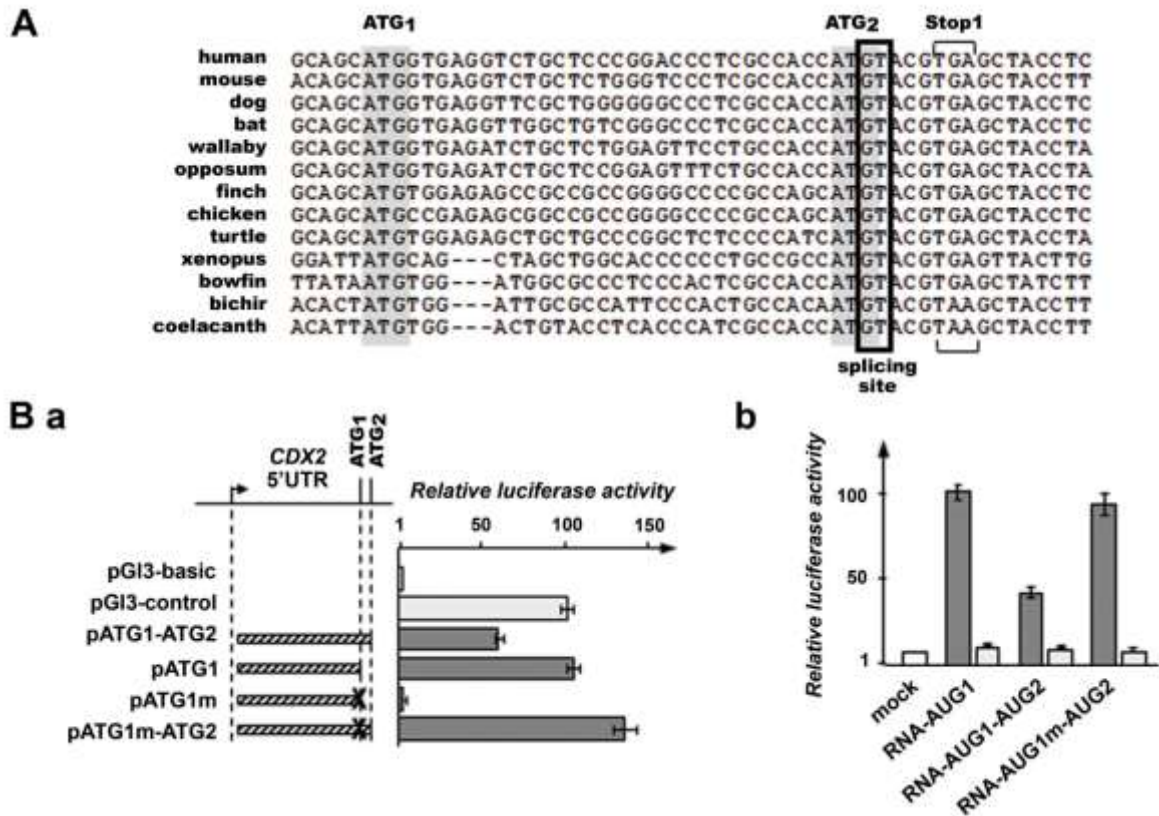 A
ATG1 ATG2 Stop1
human GCAGCATGGTGAGGTCTGCTCCCGGACCCTCGCCACCATGTACGTGAGCTACCTC
mouse ACAGCATGGTGAGGTCTGCTCCCGGACCCTCGCCACCATGTACGTGAGCTACCTT
dog GCAGCATGGTGAGGTTCGCTGGGGGGCCCTCGCCACCATGTACGTGAGCTACCTC
bat GCAGCATGGTGAGGTTGGCTGTCGGGCCCTCGCCACCATGTACGTGAGCTACCTC
wallaby GCAGCATGGTGAGATCTGCTCTGGAGTTCCTGCCACCATGTACGTGAGCTACCTA
opposum GCAGCATGGTGAGATCTGCTCCGGAGTTTCTGCCACCATGTACGTGAGCTACCTA
finch GCAGCATGTGGAGAGCCGCCGCCGGGGCCCCGCCAGCATGTACGTGAGCTACCTC
chicken GCAGCATGCCGAGAGCGGCCGCCGGGGCCCCGCCAGCATGTACGTGAGCTACCTC
turtle GCAGCATGTGGAGAGCTGCTGCCCGGCTCTCCCCATCATGTACGTGAGCTACCTA
xenopus GGATTATGCAG---CTAGCTGGCACCCCCCTGCCGCCATGTACGTGAGTTACTTG
bowfin TTATAATGTGG---ATGGCGCCCTCCCACTCGCCACCATGTACGTGAGCTATCTT
bichir ACACTATGTGG---ATTGCGCCATTCCCACTGCCACAATGTACGTAAGCTATCTT
coelacanth ACATTATGTGG---ACTGTACCTCACCCATCGCCACCATGTACGTAAGCTACCTT
splicing
site
B a
CDX2
5'UTR
ATG1
ATG2
Relative luciferase activity
1 50 100 150
pGl3-basic
pGl3-control
pATG1-ATG2
pATG1
pATG1m
pATG1m-ATG2
b
Relative luciferase activity
100
50
1
mock
RNA-AUG1
RNA-AUG1-AUG2
RNA-AUG1m-AUG2